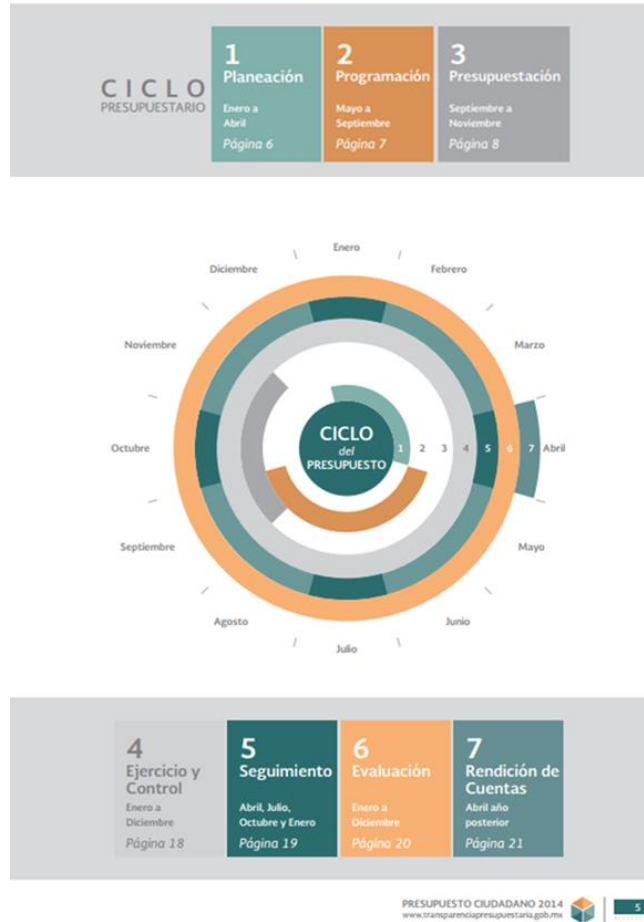 CICLO
PRESUPUESTARIO
1
Planeación
Enero a
Abril
Página 6
2
Programación
Mayo a
Septiembre
Página 7
3
Presupuestación
Septiembre a
Noviembre
Página 8
Enero
Febrero
Marzo
Abril
Mayo
Junio
Julio
Agosto
Septiembre
Octubre
Noviembre
Diciembre
CICLO
del
PRESUPUESTO
1 2 3 4 5 6 7
4
Ejercicio y
Control
Enero a
Diciembre
Página 18
5
Seguimiento
Abril, Julio,
Octubre y Enero
Página 19
6
Evaluación
Enero a
Diciembre
Página 20
7
Rendición de
Cuentas
Abril año
posterior
Página 21
PRESUPUESTO CIUDADANO 2014
www.transparenciapresupuestaria.gob.mx
5